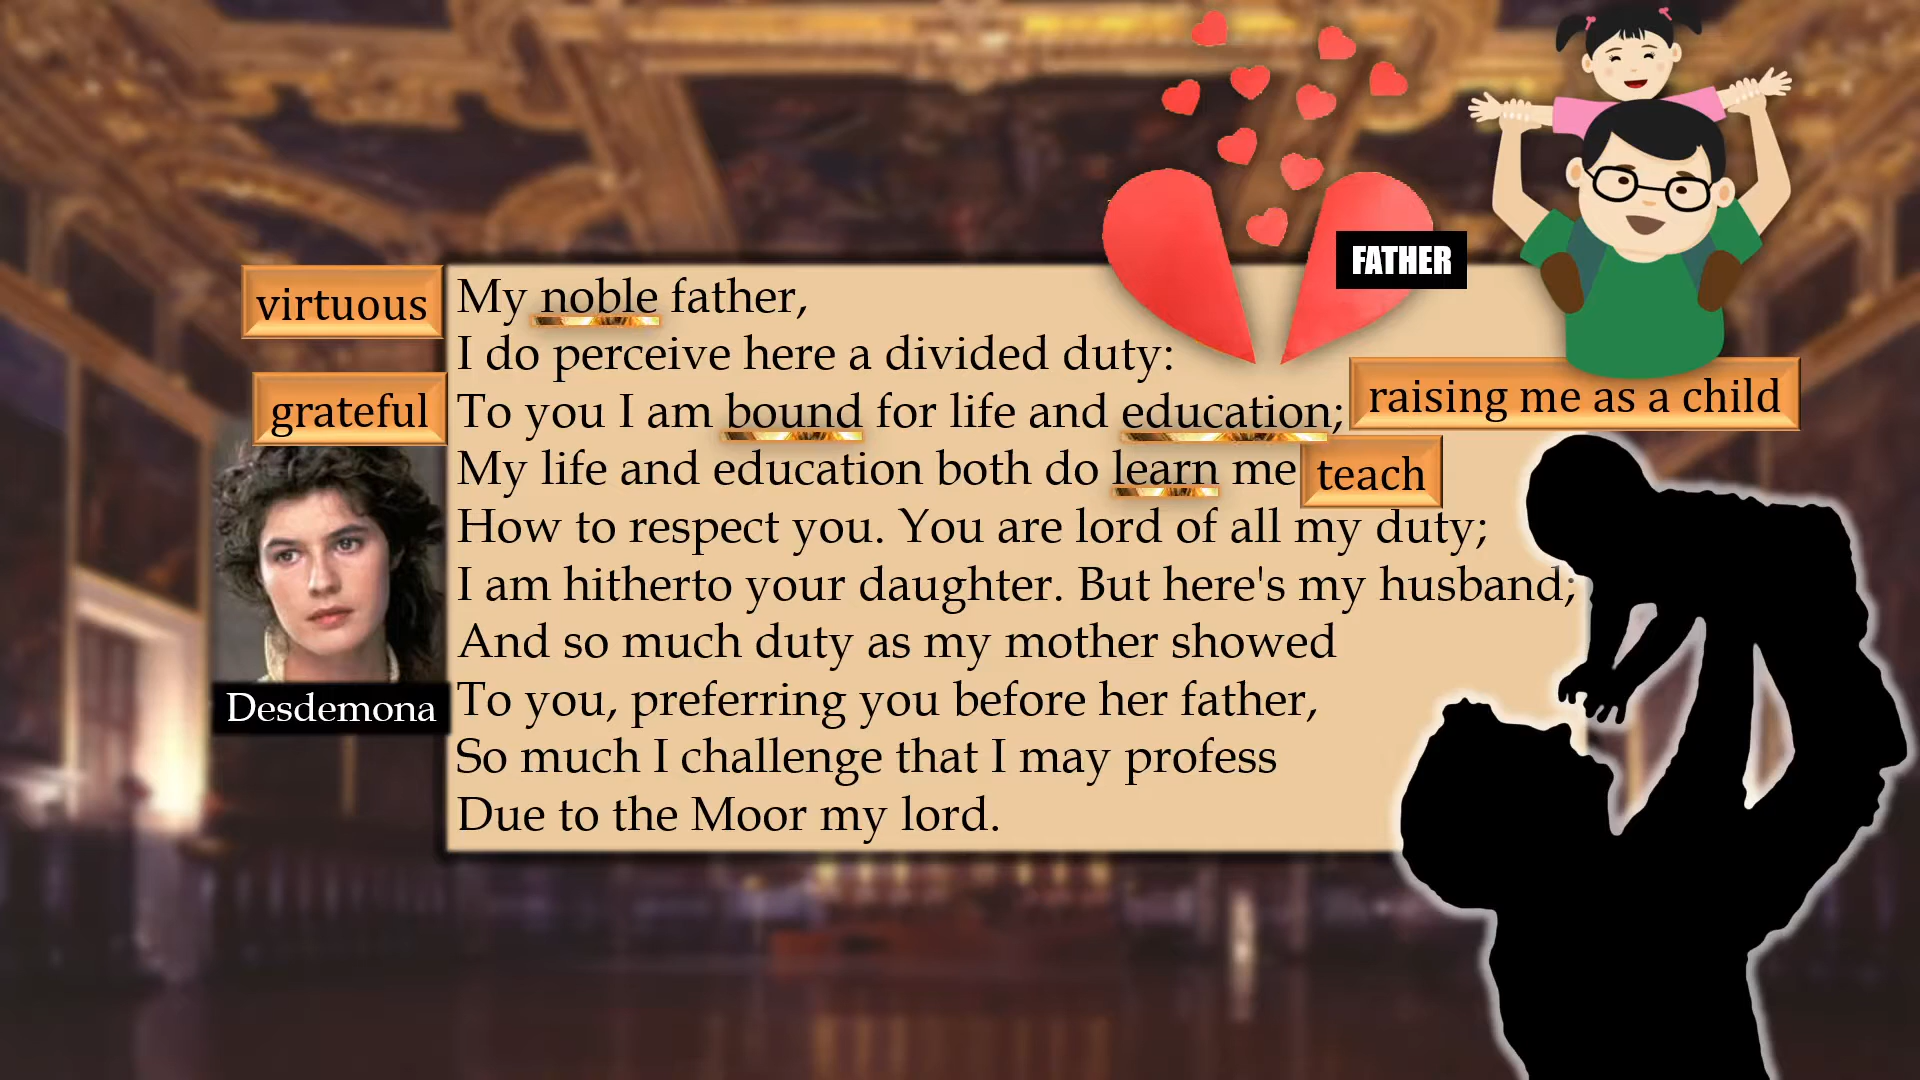 FATHER
virtuous
My noble father,
I do perceive here a divided duty:
grateful
To you I am bound for life and education;
raising me as a child
My life and education both do learn me
teach
How to respect you. You are lord of all my duty;
I am hitherto your daughter. But here's my husband;
And so much duty as my mother showed
Desdemona
To you, preferring you before her father,
So much I challenge that I may profess
Due to the Moor my lord.